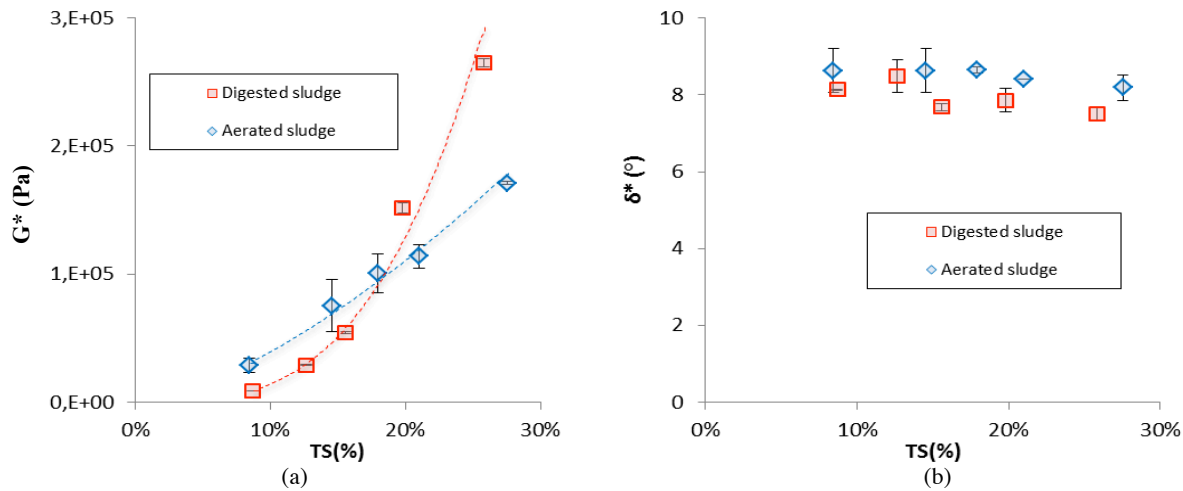 3,E+05
2,E+05
1,E+05
0,E+00
G* (Pa)
Digested sludge
Aerated sludge
0% 10% 20% 30%
TS(%)
(a)
10
8
6
4
2
0
δ* (°)
Digested sludge
Aerated sludge
0% 10% 20% 30%
TS(%)
(b)